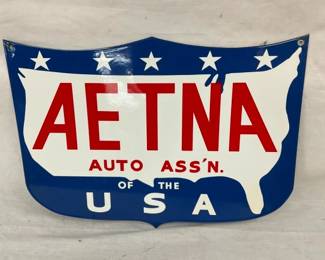 AETNA
AUTO ASS'N.
OF THE
USA